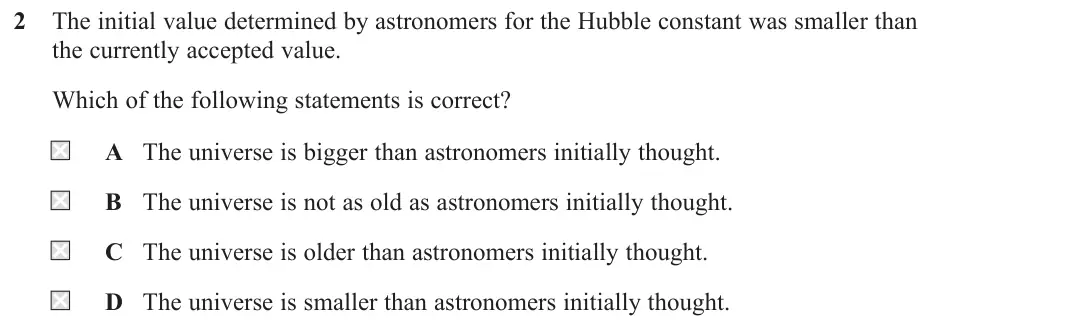 2 The initial value determined by astronomers for the Hubble constant was smaller than
the currently accepted value.
Which of the following statements is correct?
A The universe is bigger than astronomers initially thought.
B The universe is not as old as astronomers initially thought.
C The universe is older than astronomers initially thought.
D The universe is smaller than astronomers initially thought.